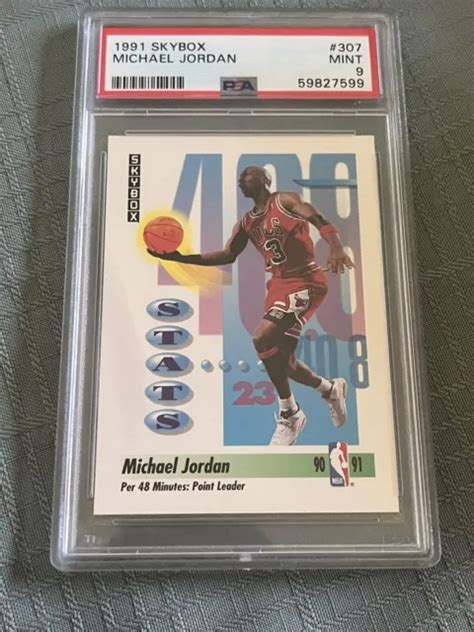 1991 SKYBOX #307
MICHAEL JORDAN MINT
9
PSA 59827599
SKYBOX
STATS
23
Michael Jordan 90 91
NBA
Per 48 Minutes: Point Leader